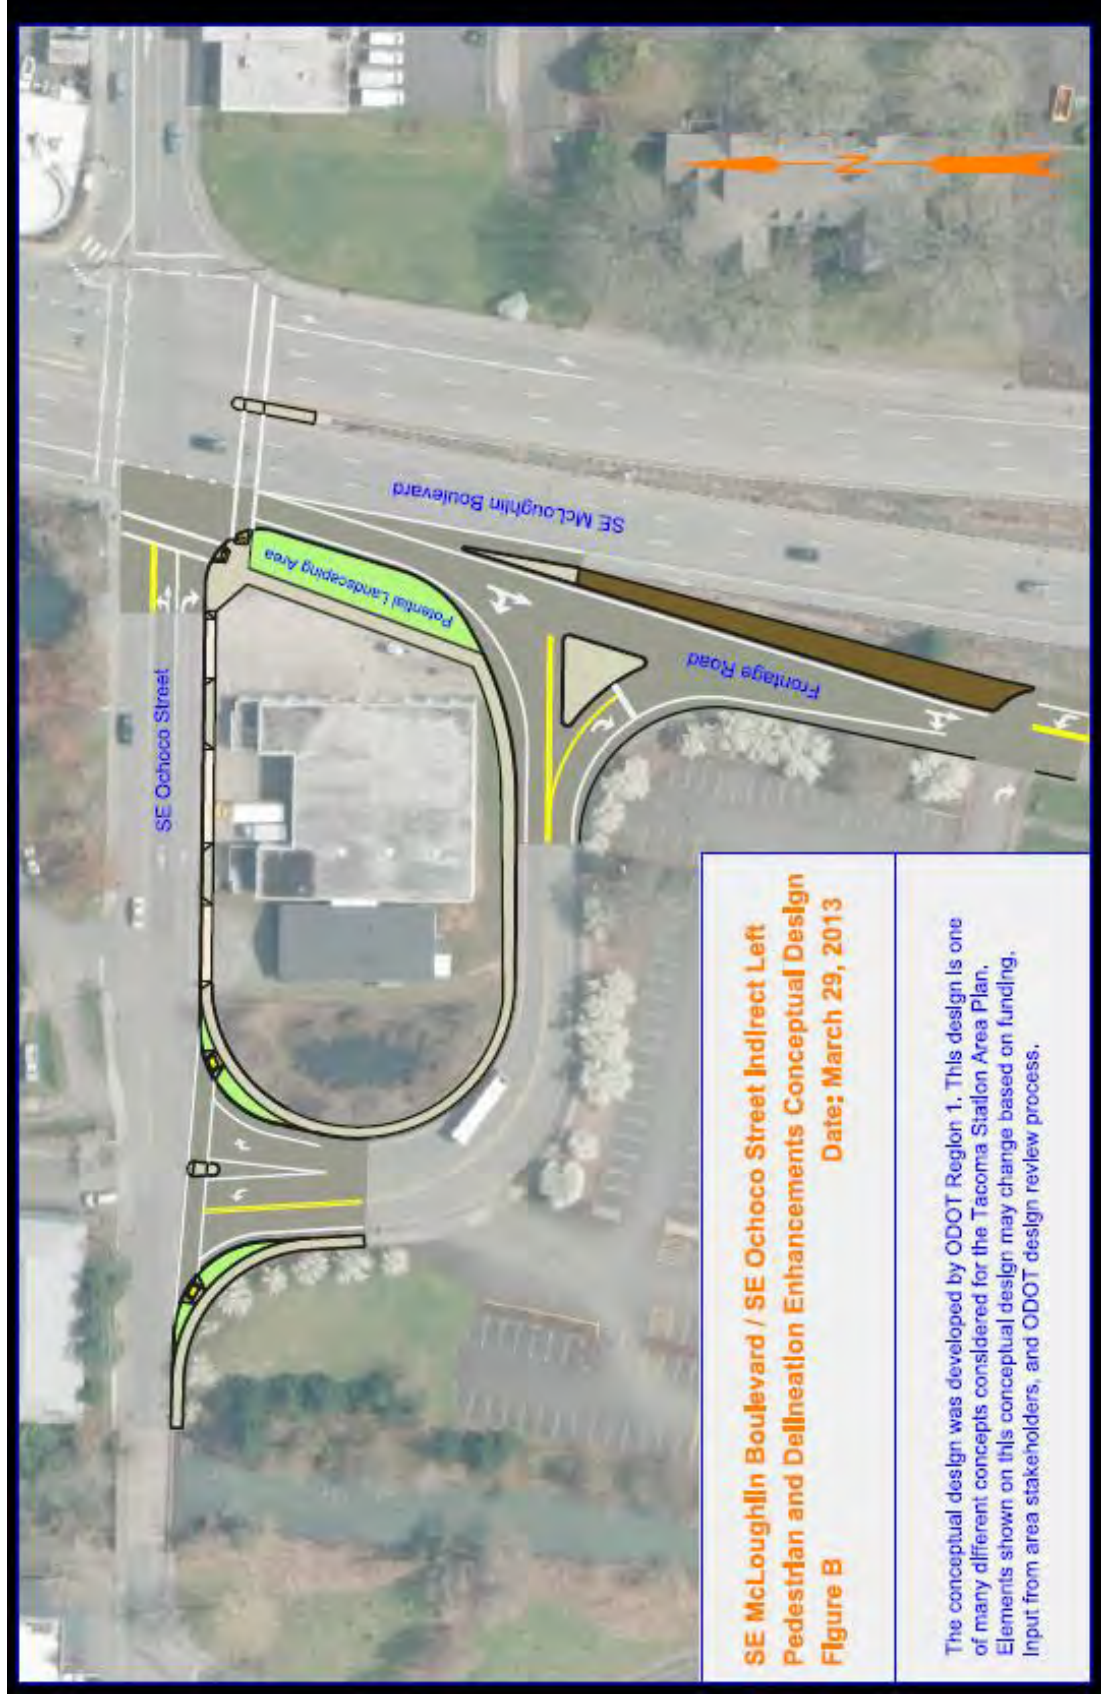 SE McLoughlin Boulevard / SE Ochoco Street Indirect Left
Pedestrian and Delineation Enhancements Conceptual Design
Figure B Date: March 29, 2013
The conceptual design was developed by ODOT Region 1. This design is one
of many different concepts considered for the Tacoma Station Area Plan.
Elements shown on this conceptual design may change based on funding,
input from area stakeholders, and ODOT design review process.
SE Ochoco Street
Potential Landscaping Area
SE McLoughlin Boulevard
Frontage Road
N